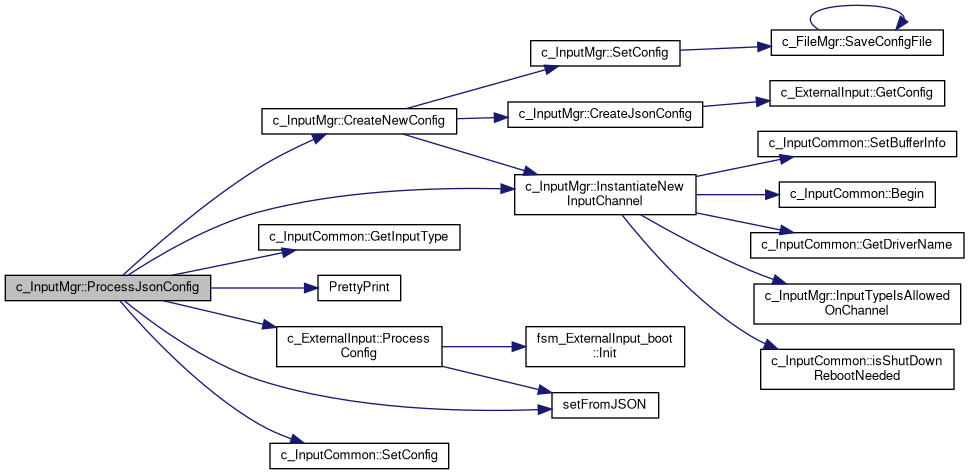 c_InputMgr::ProcessJsonConfig
c_InputMgr::CreateNewConfig
c_InputCommon::GetInputType
PrettyPrint
c_ExternalInput::Process
Config
c_InputCommon::SetConfig
c_InputMgr::SetConfig
c_InputMgr::CreateJsonConfig
c_InputMgr::InstantiateNew
InputChannel
fsm_ExternalInput_boot
::Init
setFromJSON
c_FileMgr::SaveConfigFile
c_ExternalInput::GetConfig
c_InputCommon::SetBufferInfo
c_InputCommon::Begin
c_InputCommon::GetDriverName
c_InputMgr::InputTypeIsAllowed
OnChannel
c_InputCommon::isShutDown
RebootNeeded